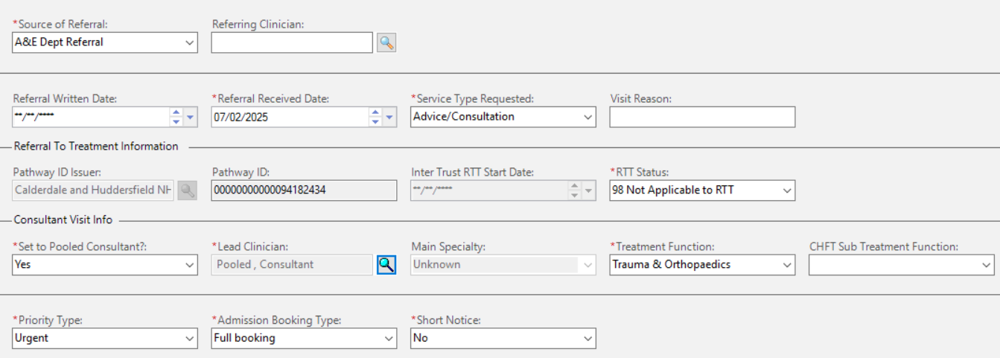 *Source of Referral: Referring Clinician:
A&E Dept Referral
Referral Written Date: *Referral Received Date: *Service Type Requested: Visit Reason:
**/**/**** 07/02/2025 Advice/Consultation
Referral To Treatment Information
Pathway ID Issuer: Pathway ID: Inter Trust RTT Start Date: *RTT Status:
Calderdale and Huddersfield NH 00000000000094182434 **/**/**** 98 Not Applicable to RTT
Consultant Visit Info
*Set to Pooled Consultant?: *Lead Clinician: Main Specialty: *Treatment Function: CHFT Sub Treatment Function:
Yes Pooled , Consultant Unknown Trauma & Orthopaedics
*Priority Type: *Admission Booking Type: *Short Notice:
Urgent Full booking No